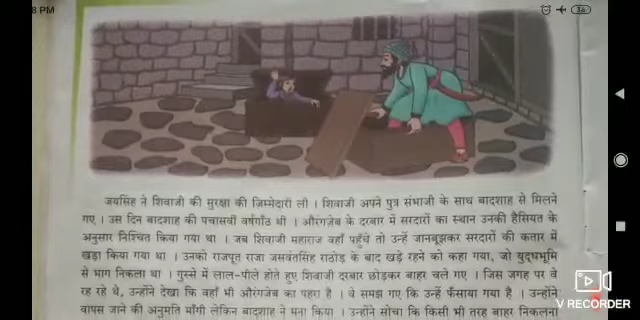 8 PM
36
जयसिंह ने शिवाजी की सुरक्षा की ज़िम्मेदारी ली । शिवाजी अपने पुत्र संभाजी के साथ बादशाह से मिलने
गए । उस दिन बादशाह की पचासवीं वर्षगाँठ थी । औरंगज़ेब के दरबार में सरदारों का स्थान उनकी हैसियत के
अनुसार निश्चित किया गया था । जब शिवाजी महाराज वहाँ पहुँचे तो उन्हें जानबूझकर सरदारों की कतार में
खड़ा किया गया था । उनको राजपूत राजा जसवंतसिंह राठोड़ के बाद खड़े रहने को कहा गया, जो युद्धभूमि
से भाग निकला था । गुस्से में लाल-पीले होते हुए शिवाजी दरबार छोड़कर बाहर चले गए । जिस जगह पर वे
रह रहे थे, उन्होंने देखा कि वहाँ भी औरंगजेब का पहरा है । वे समझ गए कि उन्हें फँसाया गया है । उन्होंने
वापस जाने की अनुमति माँगी लेकिन बादशाह ने मना किया । उन्होंने सोचा कि किसी भी तरह बाहर निकलना
V RECORDER